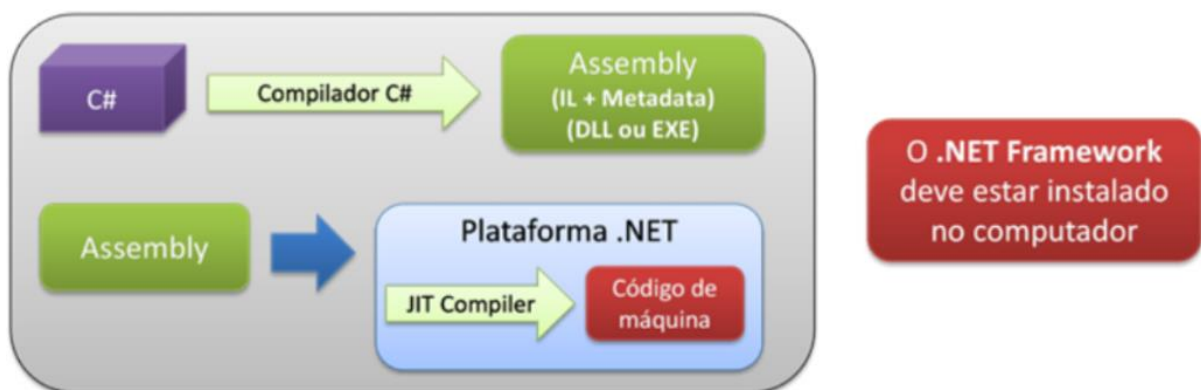 C#
Compilador C#
Assembly
(IL + Metadata)
(DLL ou EXE)
O .NET Framework
deve estar instalado
no computador
Assembly
Plataforma .NET
JIT Compiler
Código de
máquina